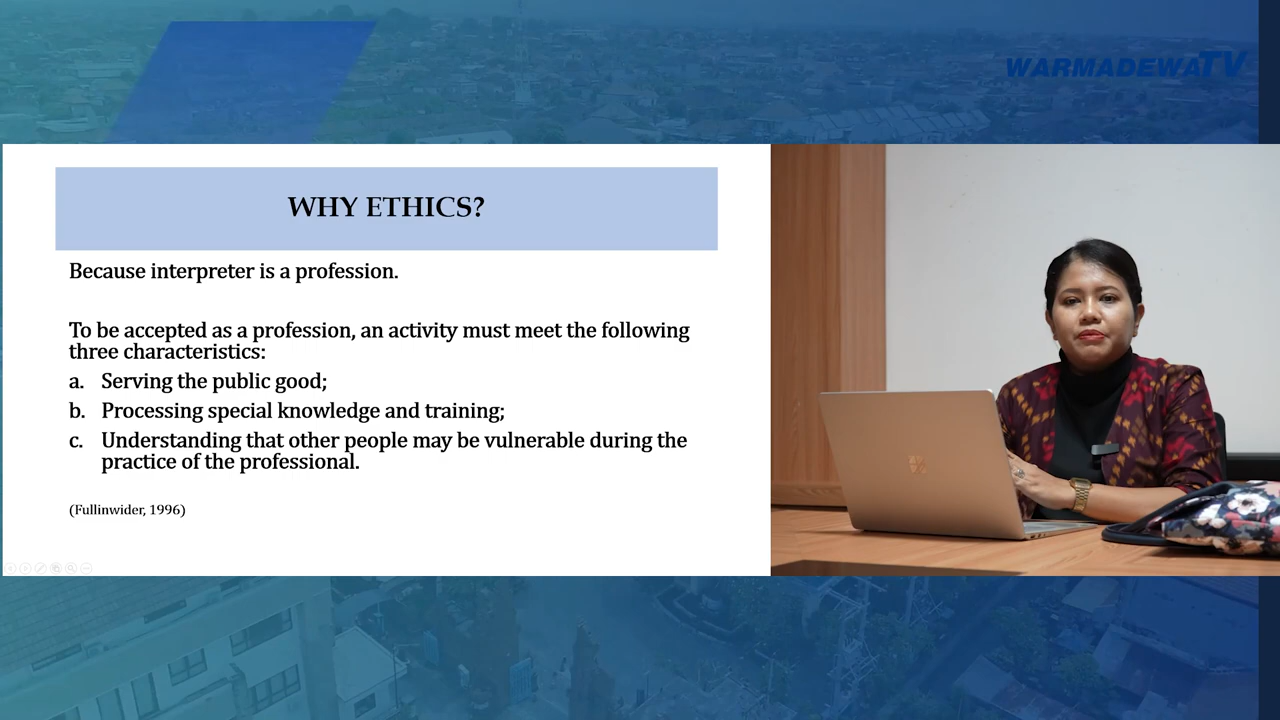 WARMADEWATV
WHY ETHICS?
Because interpreter is a profession.
To be accepted as a profession, an activity must meet the following
three characteristics:
a. Serving the public good;
b. Processing special knowledge and training;
c. Understanding that other people may be vulnerable during the
practice of the professional.
(Fullinwider, 1996)